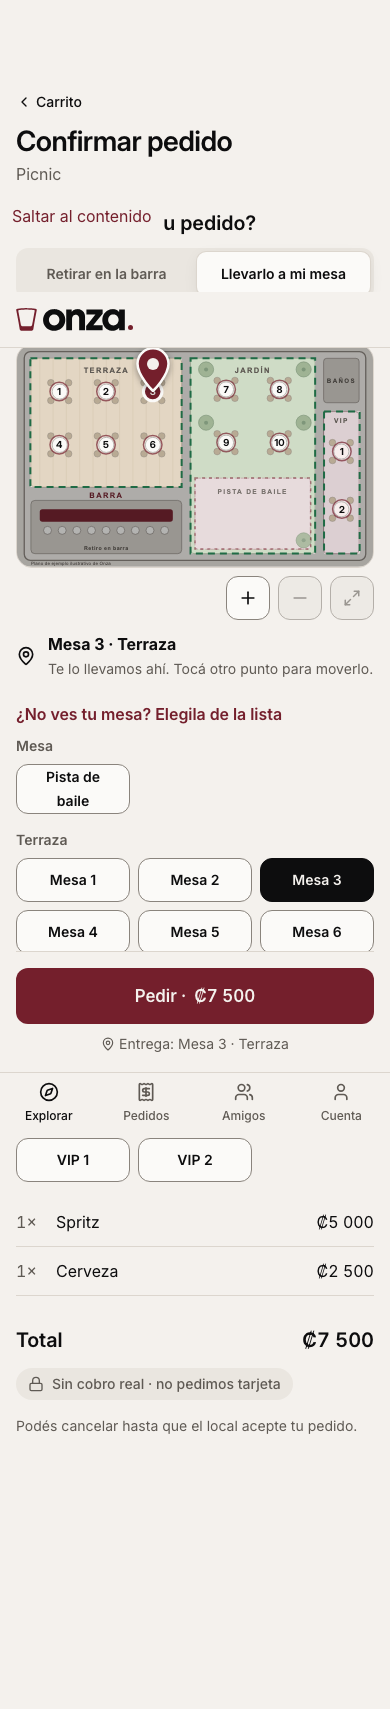 Carrito
Confirmar pedido
Picnic
Saltar al contenido
u pedido?
Retirar en la barra
Llevarlo a mi mesa
onza.
TERRAZA
JARDÍN
BAÑOS
1
2
3
7
8
VIP
4
5
6
9
10
1
PISTA DE BAILE
BARRA
2
Retiro en barra
Plano de ejemplo ilustrativo de Onza
Mesa 3 · Terraza
Te lo llevamos ahí. Tocá otro punto para moverlo.
¿No ves tu mesa? Elegila de la lista
Mesa
Pista de
baile
Terraza
Mesa 1
Mesa 2
Mesa 3
Mesa 4
Mesa 5
Mesa 6
Pedir · ₡7 500
Entrega: Mesa 3 · Terraza
Explorar
Pedidos
Amigos
Cuenta
VIP 1
VIP 2
1× Spritz ₡5 000
1× Cerveza ₡2 500
Total ₡7 500
Sin cobro real · no pedimos tarjeta
Podés cancelar hasta que el local acepte tu pedido.